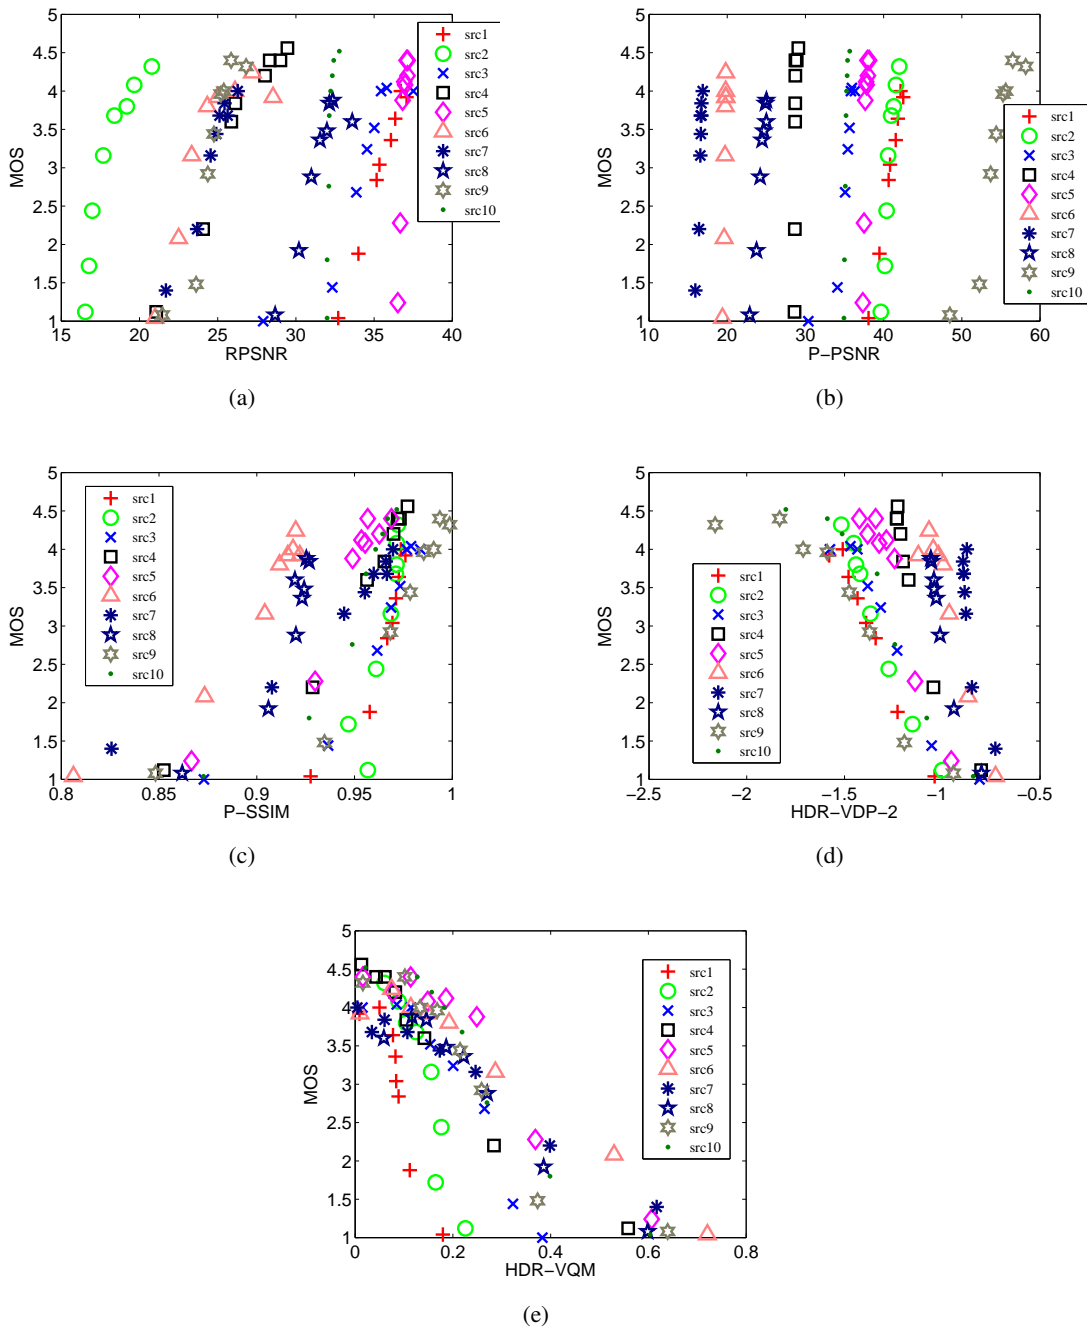 5
4.5
4
3.5
3
2.5
2
1.5
1
MOS
15 20 25 30 35 40
RPSNR
src1
src2
src3
src4
src5
src6
src7
src8
src9
src10
(a)
5
4.5
4
3.5
3
2.5
2
1.5
1
MOS
10 20 30 40 50 60
P−PSNR
src1
src2
src3
src4
src5
src6
src7
src8
src9
src10
(b)
5
4.5
4
3.5
3
2.5
2
1.5
1
MOS
0.8 0.85 0.9 0.95 1
P−SSIM
src1
src2
src3
src4
src5
src6
src7
src8
src9
src10
(c)
5
4.5
4
3.5
3
2.5
2
1.5
1
MOS
−2.5 −2 −1.5 −1 −0.5
HDR−VDP−2
src1
src2
src3
src4
src5
src6
src7
src8
src9
src10
(d)
5
4.5
4
3.5
3
2.5
2
1.5
1
MOS
0 0.2 0.4 0.6 0.8
HDR−VQM
src1
src2
src3
src4
src5
src6
src7
src8
src9
src10
(e)